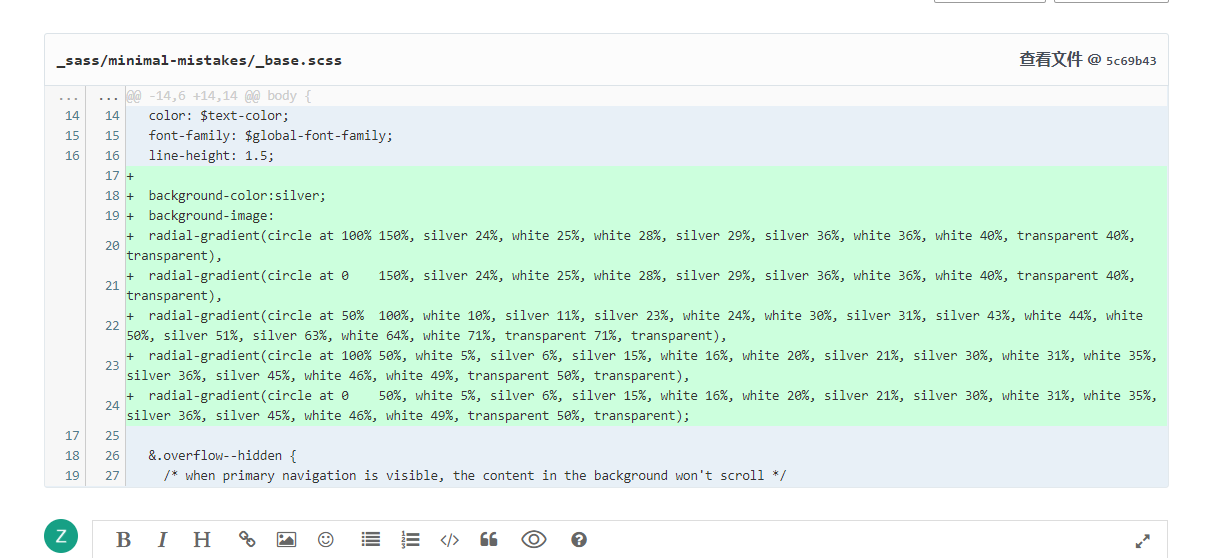 _sass/minimal-mistakes/_base.scss 查看文件 @ 5c69b43
... ... @@ -14,6 +14,14 @@ body {
14 14 color: $text-color;
15 15 font-family: $global-font-family;
16 16 line-height: 1.5;
17 +
18 + background-color:silver;
19 + background-image:
20 + radial-gradient(circle at 100% 150%, silver 24%, white 25%, white 28%, silver 29%, silver 36%, white 36%, white 40%, transparent 40%,
transparent),
21 + radial-gradient(circle at 0 150%, silver 24%, white 25%, white 28%, silver 29%, silver 36%, white 36%, white 40%, transparent 40%,
transparent),
22 + radial-gradient(circle at 50% 100%, white 10%, silver 11%, silver 23%, white 24%, white 30%, silver 31%, silver 43%, white 44%, white
50%, silver 51%, silver 63%, white 64%, white 71%, transparent 71%, transparent),
23 + radial-gradient(circle at 100% 50%, white 5%, silver 6%, silver 15%, white 16%, white 20%, silver 21%, silver 30%, white 31%, white 35%,
silver 36%, silver 45%, white 46%, white 49%, transparent 50%, transparent),
24 + radial-gradient(circle at 0 50%, white 5%, silver 6%, silver 15%, white 16%, white 20%, silver 21%, silver 30%, white 31%, white 35%,
silver 36%, silver 45%, white 46%, white 49%, transparent 50%, transparent);
17 25
18 26 &.overflow--hidden {
19 27 /* when primary navigation is visible, the content in the background won't scroll */
Z B I H